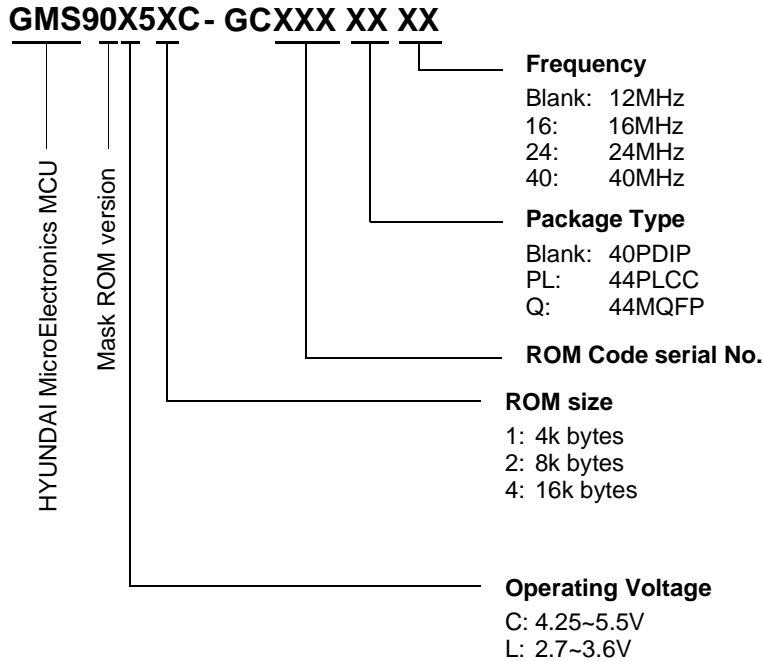 GMS90X5XC- GCXXX XX XX
Frequency
Blank: 12MHz
16: 16MHz
24: 24MHz
40: 40MHz
Package Type
Blank: 40PDIP
PL: 44PLCC
Q: 44MQFP
ROM Code serial No.
ROM size
1: 4k bytes
2: 8k bytes
4: 16k bytes
Operating Voltage
C: 4.25~5.5V
L: 2.7~3.6V
HYUNDAI MicroElectronics MCU
Mask ROM version